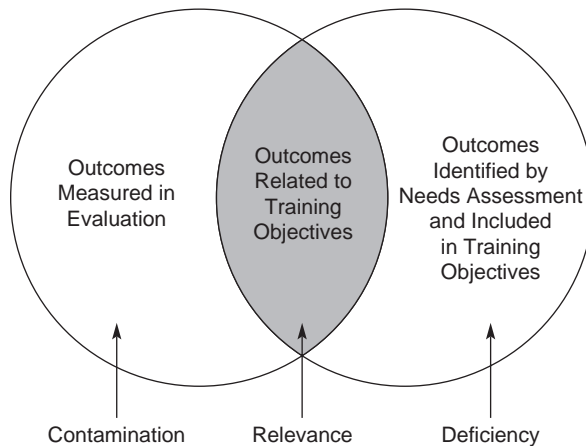 Outcomes
Measured in
Evaluation
Outcomes
Related to
Training
Objectives
Outcomes
Identified by
Needs Assessment
and Included
in Training
Objectives
Contamination
Relevance
Deficiency